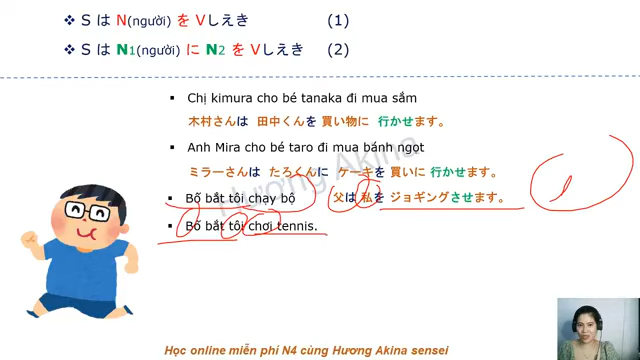 ❖ S は N(người) を Vしえき (1)
❖ S は N1(người) に N2 を Vしえき (2)
▪ Chị kimura cho bé tanaka đi mua sắm
木村さんは 田中くんを 買い物に 行かせます。
▪ Anh Mira cho bé taro đi mua bánh ngọt
ミラーさんは たろくんに ケーキを 買いに 行かせます。
▪ Bố bắt tôi chạy bộ 父は 私を ジョギングさせます。
▪ Bố bắt tôi chơi tennis.
Hương Akina
Học online miễn phí N4 cùng Hương Akina sensei